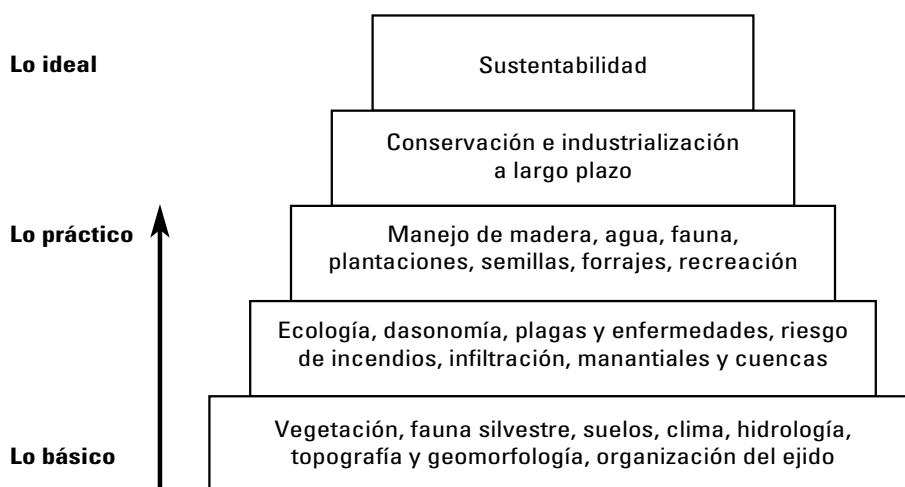 Lo ideal
Sustentabilidad
Conservación e industrialización
a largo plazo
Lo práctico
Manejo de madera, agua, fauna,
plantaciones, semillas, forrajes, recreación
Ecología, dasonomía, plagas y enfermedades, riesgo
de incendios, infiltración, manantiales y cuencas
Vegetación, fauna silvestre, suelos, clima, hidrología,
Lo básico
topografía y geomorfología, organización del ejido